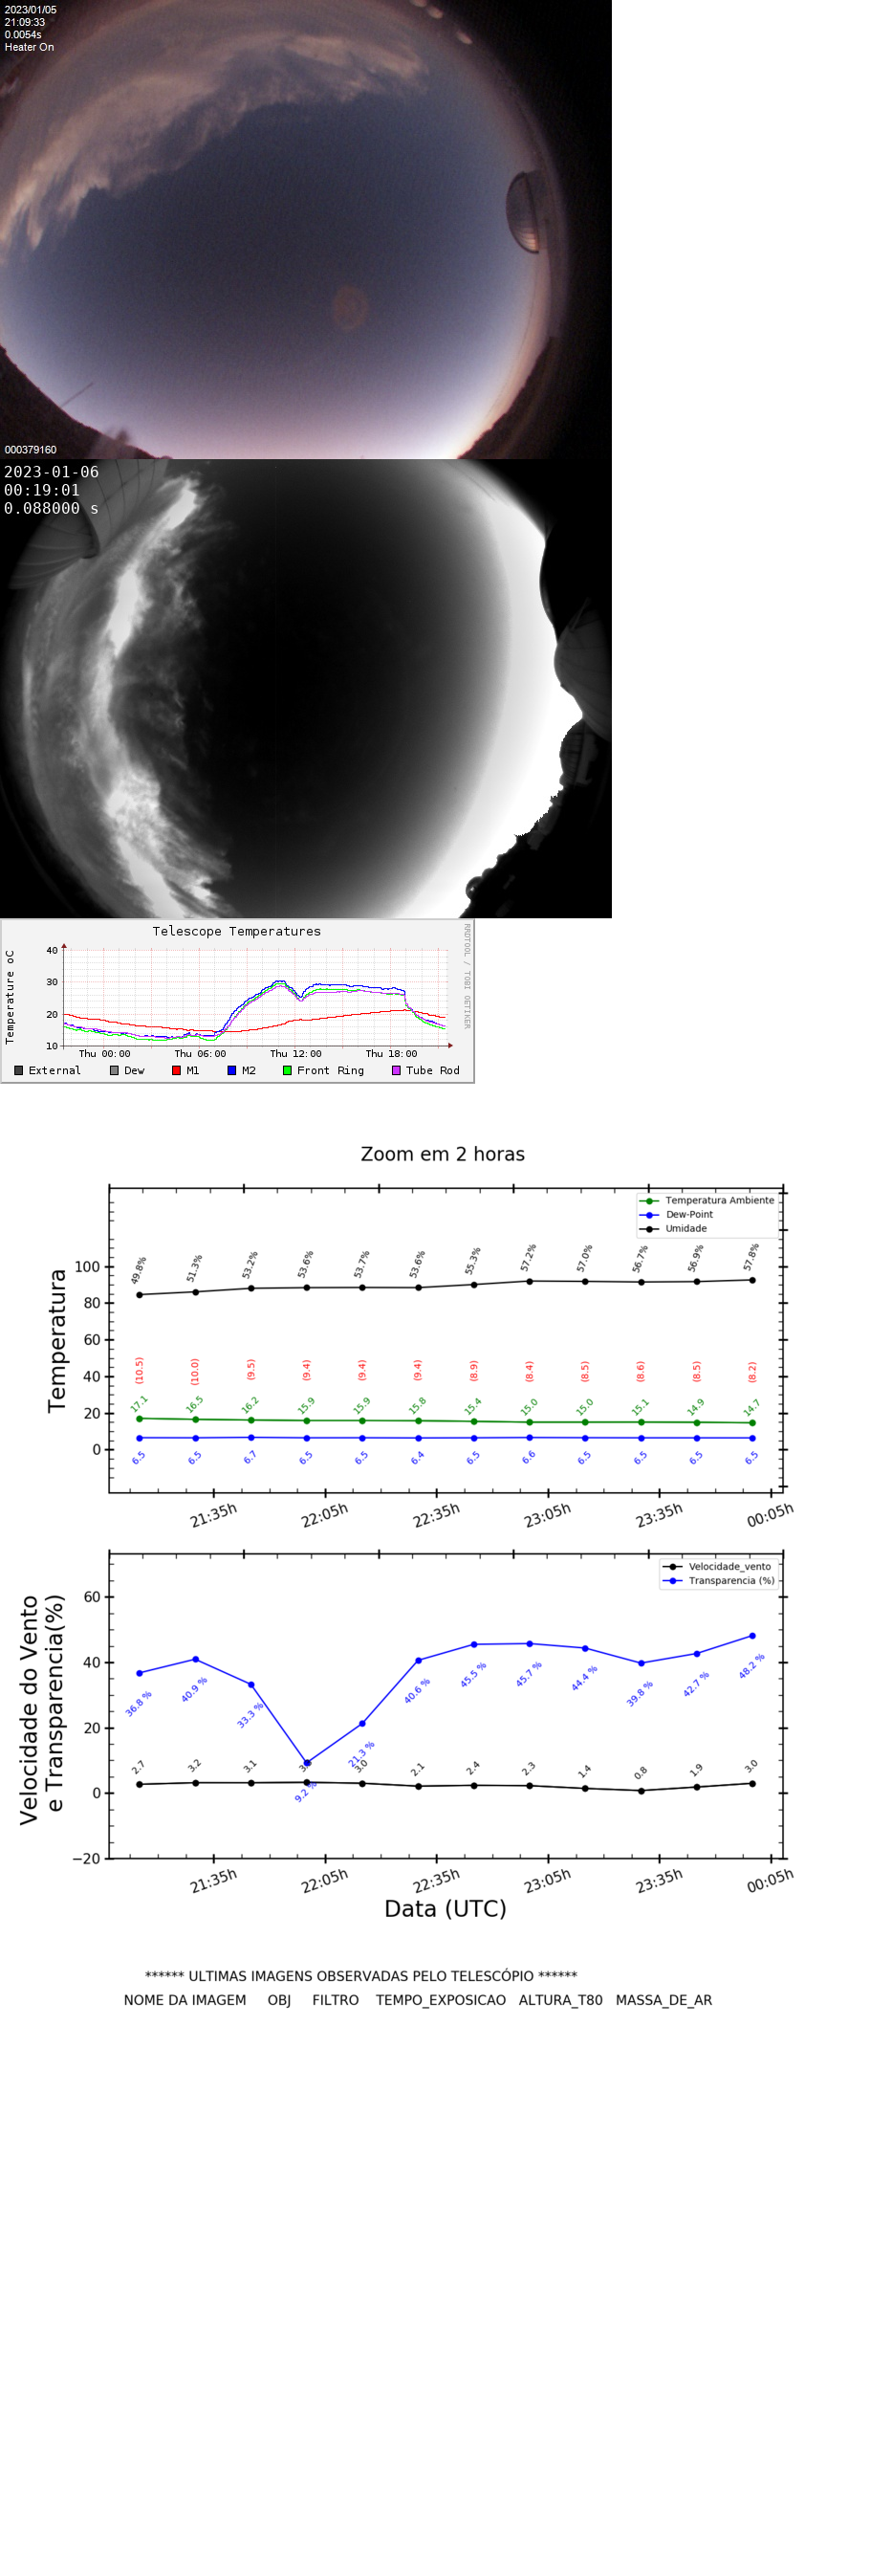 2023/01/05
21:09:33
0.0054s
Heater On
000379160
2023-01-06
00:19:01
0.088000 s
Telescope Temperatures
RRDTOOL / TOBI OETIKER
Temperature oC
40
30
20
10
Thu 00:00 Thu 06:00 Thu 12:00 Thu 18:00
External Dew M1 M2 Front Ring Tube Rod
Zoom em 2 horas
Temperatura Ambiente
Dew-Point
Umidade
Temperatura
100
80
60
40
20
0
49.8% 51.3% 53.2% 53.6% 53.7% 53.6% 55.3% 57.2% 57.0% 56.7% 56.9% 57.8%
(10.5) (10.0) (9.5) (9.4) (9.4) (9.4) (8.9) (8.4) (8.5) (8.6) (8.5) (8.2)
17.1 16.5 16.2 15.9 15.9 15.8 15.4 15.0 15.0 15.1 14.9 14.7
6.5 6.5 6.7 6.5 6.5 6.4 6.5 6.6 6.5 6.5 6.5 6.5
21:35h 22:05h 22:35h 23:05h 23:35h 00:05h
Velocidade_vento
Transparencia (%)
Velocidade do Vento
e Transparencia(%)
60
40
20
0
−20
36.8 % 40.9 % 33.3 % 9.2 % 21.3 % 40.6 % 45.5 % 45.7 % 44.4 % 39.8 % 42.7 % 48.2 %
2.7 3.2 3.1 3.0 2.1 2.4 2.3 1.4 0.8 1.9 3.0
21:35h 22:05h 22:35h 23:05h 23:35h 00:05h
Data (UTC)
****** ULTIMAS IMAGENS OBSERVADAS PELO TELESCÓPIO ******
NOME DA IMAGEM OBJ FILTRO TEMPO_EXPOSICAO ALTURA_T80 MASSA_DE_AR